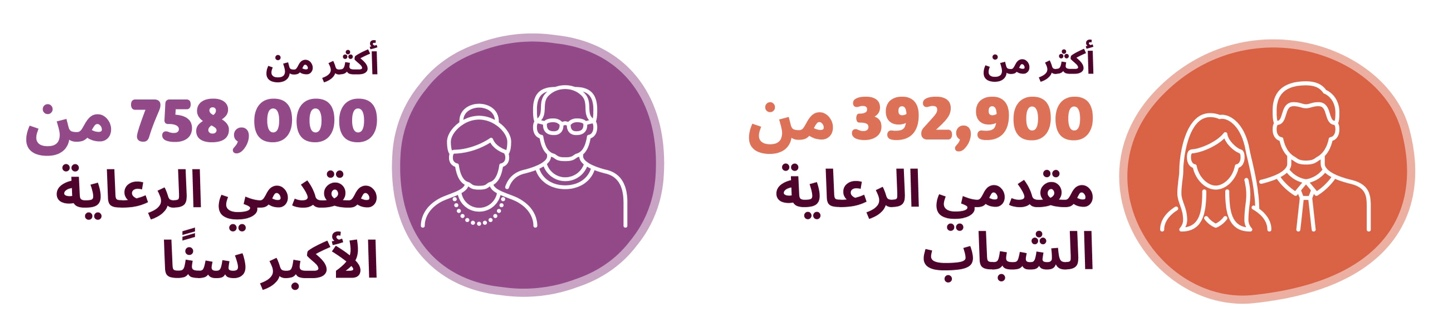 أكثر من
392,900 من
مقدمي الرعاية
الشباب
أكثر من
758,000 من
مقدمي الرعاية
الأكبر سنًا